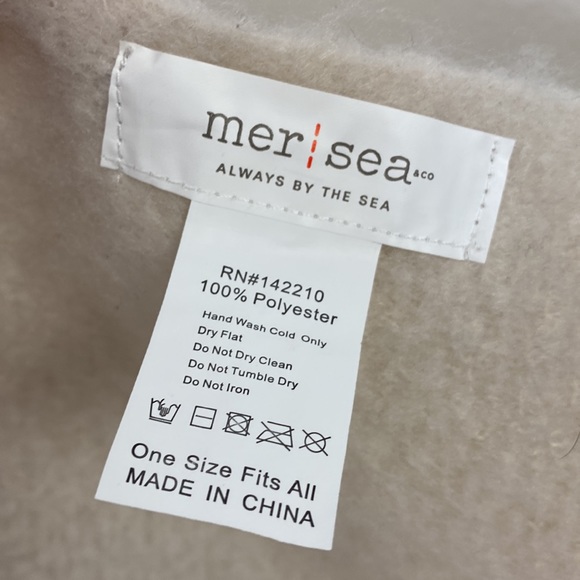 mer sea &CO
ALWAYS BY THE SEA
RN#142210
100% Polyester
Hand Wash Cold Only
Dry Flat
Do Not Dry Clean
Do Not Tumble Dry
Do Not Iron
One Size Fits All
MADE IN CHINA